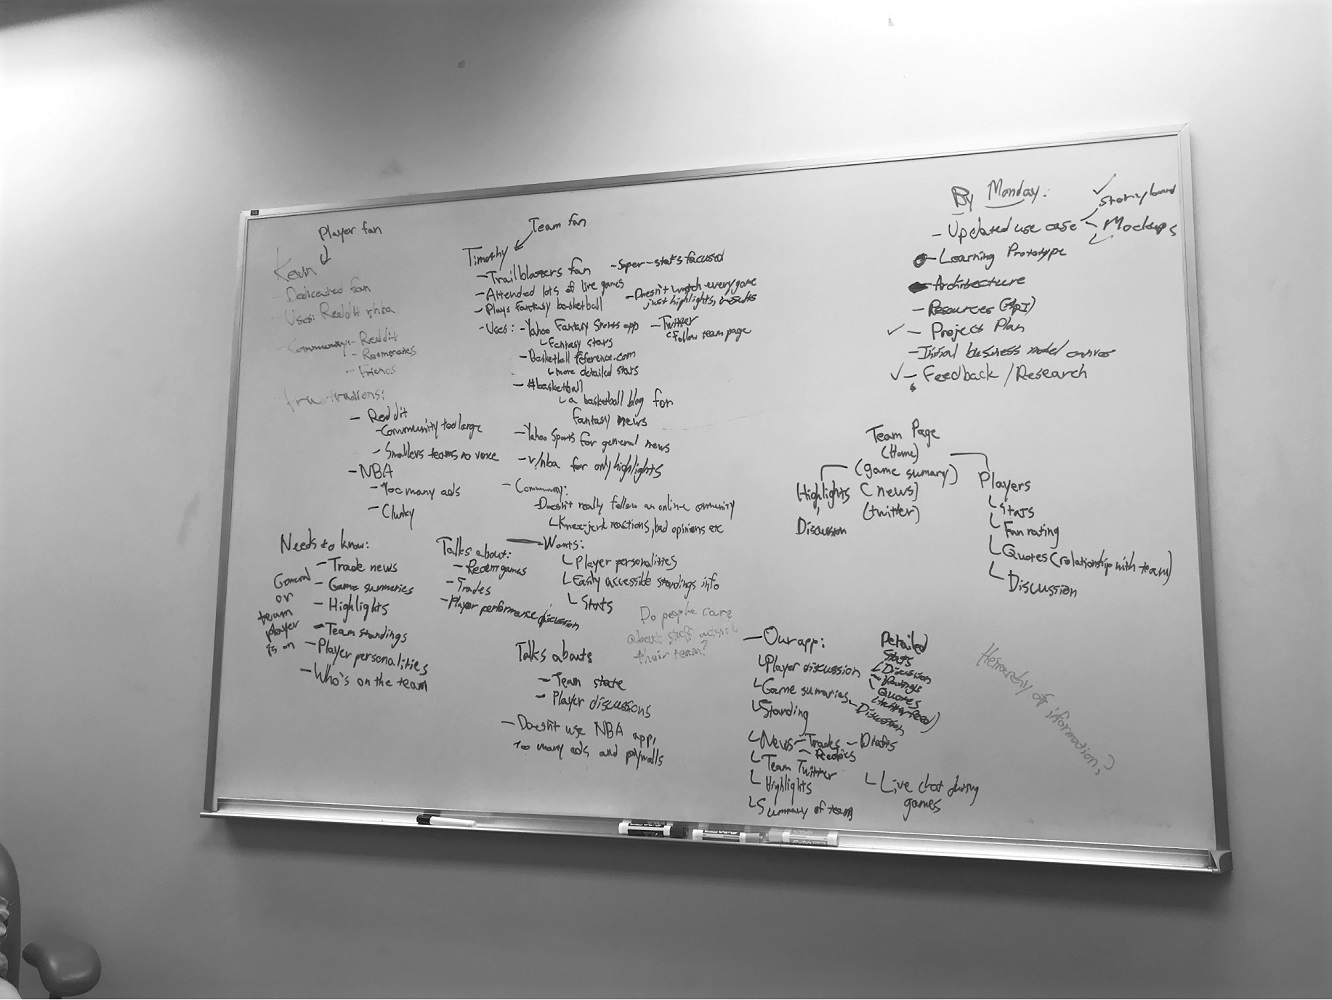 Player fan
Kevin
- Dedicated fan
- Uses: Reddit r/nba
- Community: - Reddit
- Roommates
- Friends
Frustrations:
- Reddit
- Community too large
- Smallers teams no voice
- NBA
- Too many ads
- Clunky
Needs to know:
General or team player is on
- Trade news
- Game sumeries
- Highlights
- Team standings
- Player personalities
- Who's on the team
Talks about:
- Recent games
- Trades
- Player performance discussion
Team fan
Timothy
- Trailblazers fan
- Attended lots of live games
- Plays fantasy basketball
- Super-stats focused
- Doesn't watch every game
just highlights, & results
- Uses: - Yahoo Fantasy Sports app
Fantasy stats
- Twitter
Follow team page
- Basketball
more detailed stats
- #basketball
a basketball blog for
fantasy news
- Yahoo Sports for general news
- r/nba for only highlights
- Community:
- Doesn't really follow an online community
Knee-jerk reactions, bad opinions etc
- Wants:
Player personalities
Easily accessible standings info
Stats
Do people care
about stuff
their team?
Talks abouts
- Team state
- Player discussions
- Doesn't use NBA app,
too many ads and paywalls
By Monday:
- Updated use case - Storyboard
- Mockups
- Learning Prototype
- Architecture
- Resources (API)
- Project Plan
- Initial business model canvas
- Feedback / Research
Team Page
(Home)
(game sumary)
(news)
(twitter)
Highlights
Discussion
Players
Stats
Fan rating
Quotes (relationship with team)
Discussion
- Our app:
Player discussion
Detailed
Stats
Discussion
Ratings
Quotes
Game sumaries - Discussion
Standing
News - Trades - Drafts
Team Twitter
Highlights
Summary of team
Live chat during
games
Hierarchy of information?